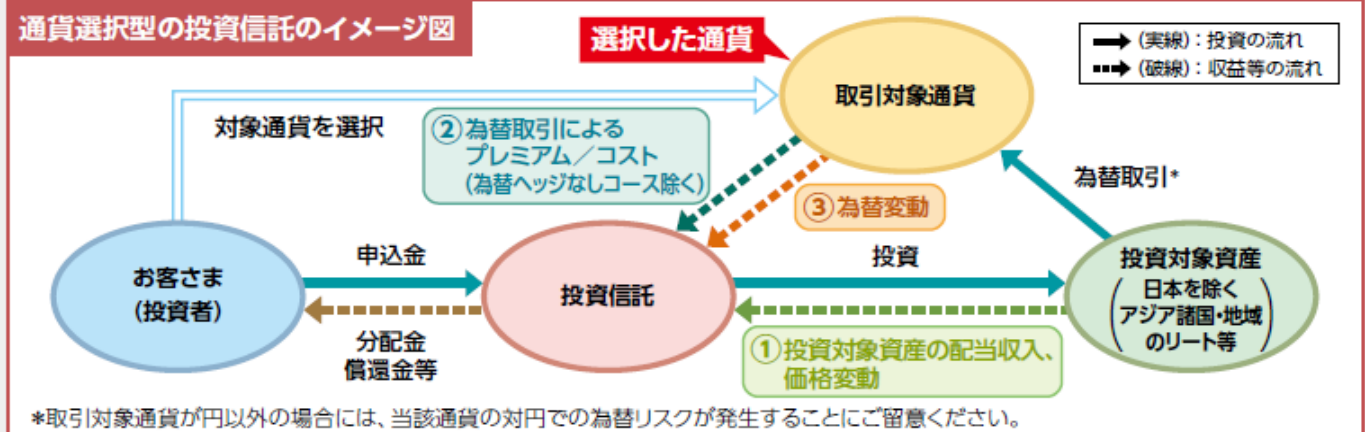 通貨選択型の投資信託のイメージ図
選択した通貨
(実線):投資の流れ
(破線):収益等の流れ
取引対象通貨
対象通貨を選択
②為替取引による
プレミアム/コスト
(為替ヘッジなしコース除く)
為替取引*
③為替変動
お客さま
(投資者)
申込金
投資信託
投資
投資対象資産
(日本を除く
アジア諸国・地域
のリート等)
分配金
償還金等
①投資対象資産の配当収入、
価格変動
*取引対象通貨が円以外の場合には、当該通貨の対円での為替リスクが発生することにご留意ください。